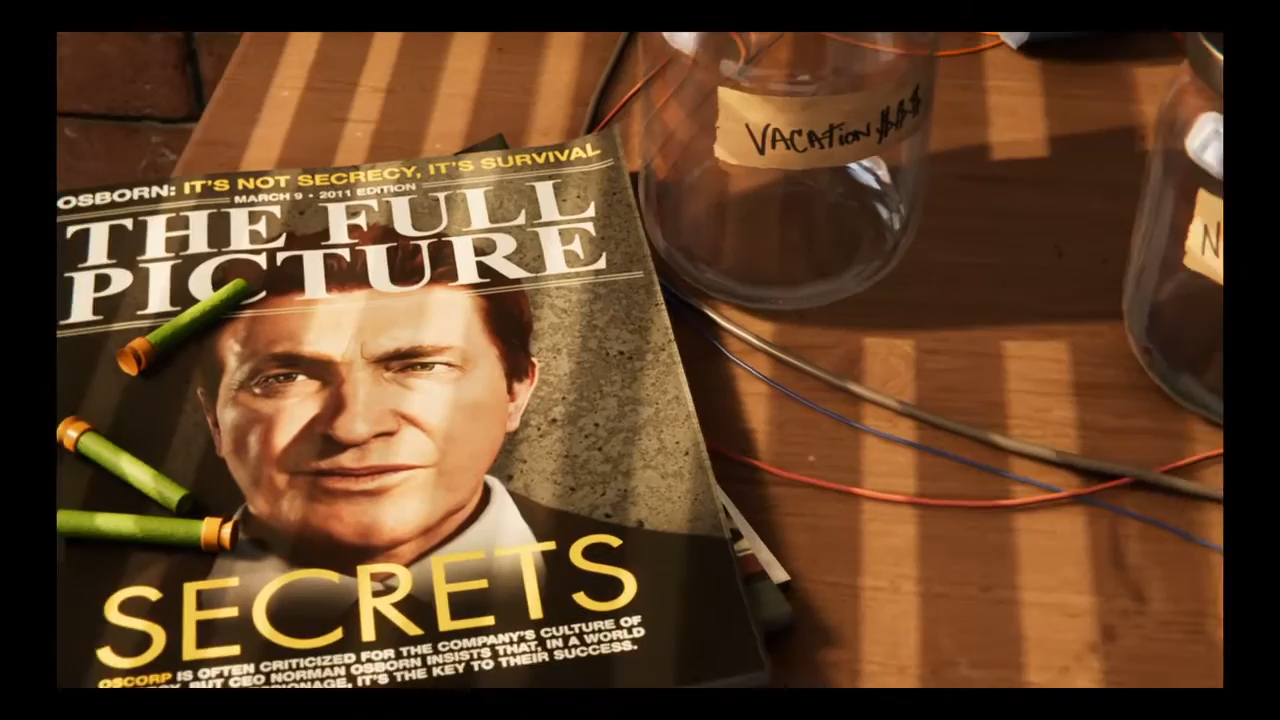 OSBORN: IT'S NOT SECRECY, IT'S SURVIVAL
MARCH 9 • 2011 EDITION
THE FULL
PICTURE
SECRETS
OSCORP IS OFTEN CRITICIZED FOR THE COMPANY'S CULTURE OF
BUT CEO NORMAN OSBORN INSISTS THAT, IN A WORLD
IT'S THE KEY TO THEIR SUCCESS.
VACATION $$$
N